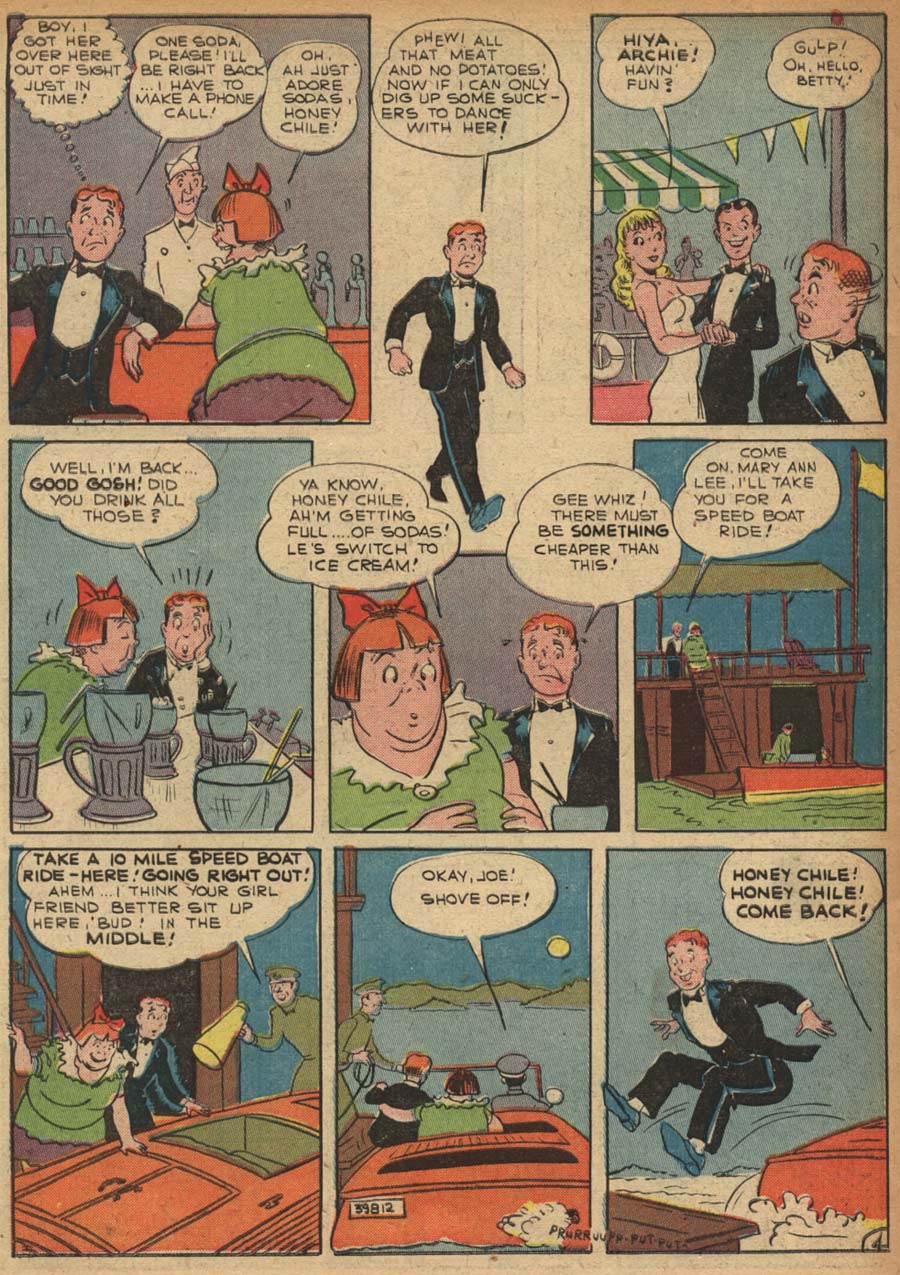 BOY, I
GOT HER
OVER HERE
OUT OF SIGHT
JUST IN
TIME!
ONE SODA,
PLEASE! I'LL
BE RIGHT BACK
...I HAVE TO
MAKE A PHONE
CALL!
OH,
AH JUST
ADORE
SODAS,
HONEY
CHILE!
PHEW! ALL
THAT MEAT
AND NO POTATOES!
NOW IF I CAN ONLY
DIG UP SOME SUCK-
ERS TO DANCE
WITH HER!
HIYA,
ARCHIE!
HAVIN'
FUN?
GULP!
OH, HELLO,
BETTY!
WELL, I'M BACK...
GOOD GOSH! DID
YOU DRINK ALL
THOSE?
YA KNOW,
HONEY CHILE,
AH'M GETTING
FULL....OF SODAS!
LE'S SWITCH TO
ICE CREAM!
GEE WHIZ!
THERE MUST
BE SOMETHING
CHEAPER THAN
THIS!
COME
ON, MARY ANN
LEE, I'LL TAKE
YOU FOR A
SPEED BOAT
RIDE!
TAKE A 10 MILE SPEED BOAT
RIDE-HERE! GOING RIGHT OUT!
AHEM...I THINK YOUR GIRL
FRIEND BETTER SIT UP
HERE, 'BUD! IN THE
MIDDLE!
OKAY, JOE!
SHOVE OFF!
39812
PRURRUUPP-PUT-PUT-
HONEY CHILE!
HONEY CHILE!
COME BACK!
4